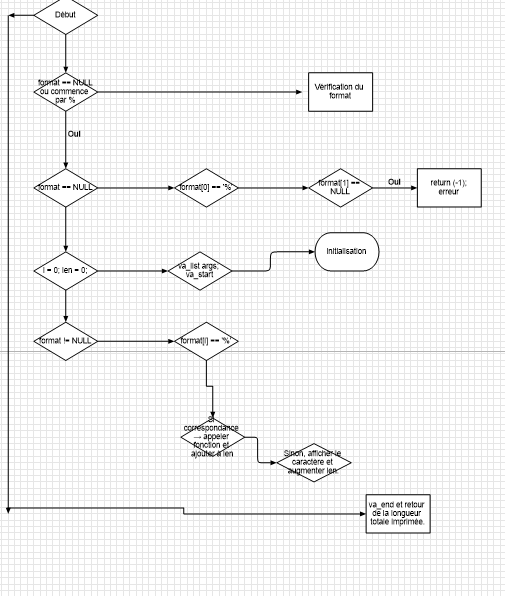 Début
format == NULL
ou commence
par %
Vérification du
format
Oui
format == NULL
format[0] == '%
format[1] ==
NULL
Oui
return (-1);
erreur
i = 0; len = 0;
va_list args,
va_start
Initialisation
format != NULL
format[i] == '%'
Si
correspondance
→ appeler
fonction et
ajouter à len
Sinon, afficher le
caractère et
augmenter len.
va_end et retour
de la longueur
totale imprimée.